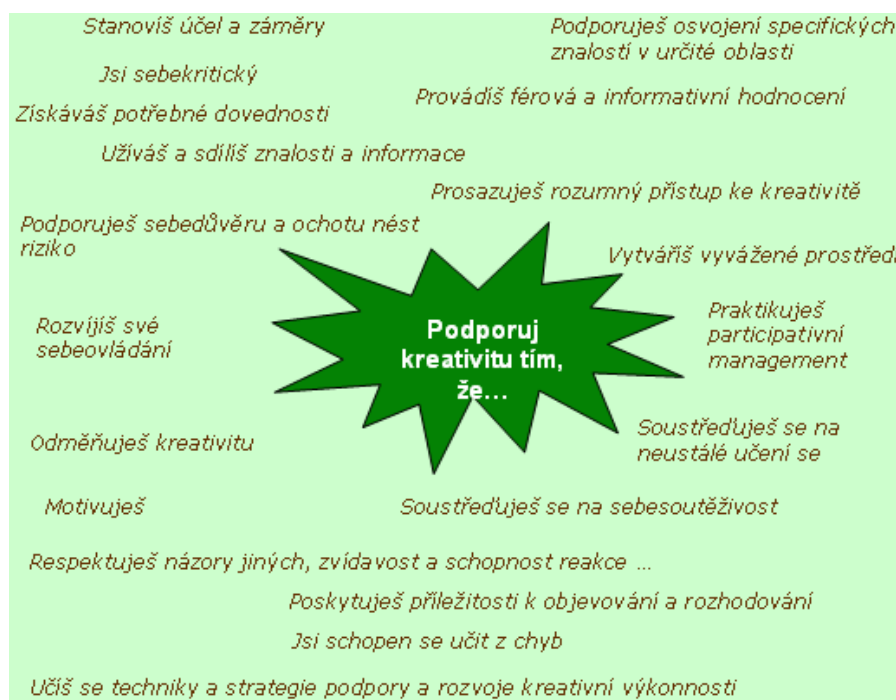 Stanovíš účel a záměry
Podporuješ osvojení specifických
znalostí v určité oblasti
Jsi sebekritický
Provádíš férová a informativní hodnocení
Získáváš potřebné dovednosti
Užíváš a sdílíš znalosti a informace
Prosazuješ rozumný přístup ke kreativitě
Podporuješ sebedůvěru a ochotu nést
riziko
Vytváříš vyvážené prostředí
Rozvíjíš své
sebeovládání
Podporuj
kreativitu tím,
že...
Praktikuješ
participativní
management
Odměňuješ kreativitu
Soustřeďuješ se na
neustálé učení se
Motivuješ
Soustřeďuješ se na sebesoutěživost
Respektuješ názory jiných, zvídavost a schopnost reakce ...
Poskytuješ příležitosti k objevování a rozhodování
Jsi schopen se učit z chyb
Učíš se techniky a strategie podpory a rozvoje kreativní výkonnosti